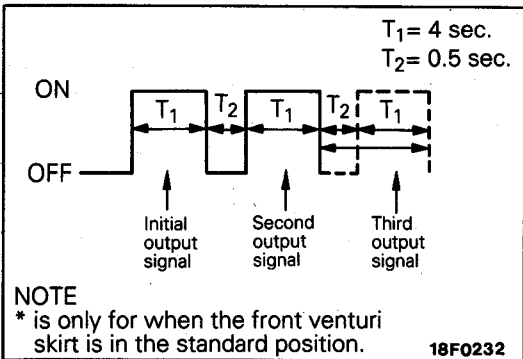 T₁= 4 sec.
T₂= 0.5 sec.
ON
T₁ T₂ T₁ T₂ T₁
OFF
Initial output signal
Second output signal
Third output signal
NOTE
* is only for when the front venturi
skirt is in the standard position.
18F0232